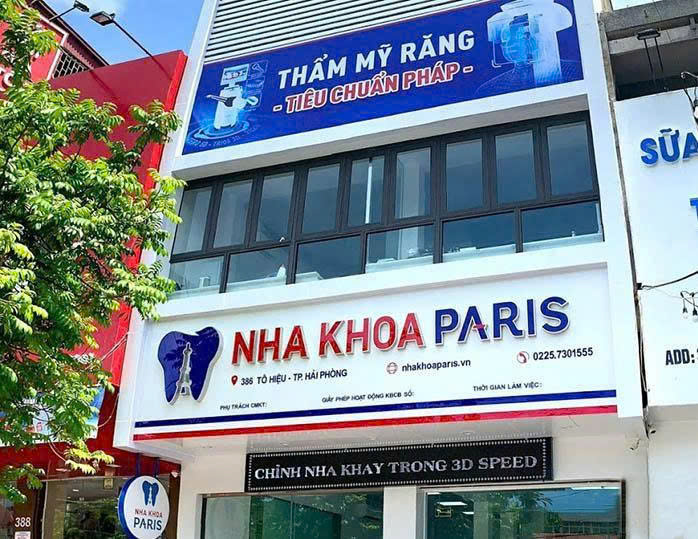 THẨM MỸ RĂNG
- TIÊU CHUẨN PHÁP -
SỮA
NHA KHOA PARIS
386 TÔ HIỆU - TP. HẢI PHÒNG
nhakhoaparis.vn
0225.7301555
PHỤ TRÁCH CMKT:
GIẤY PHÉP HOẠT ĐỘNG KBCB SỐ:
THỜI GIAN LÀM VIỆC:
ADD:
CHỈNH NHA KHAY TRONG 3D SPEED
NHA KHOA
PARIS
388